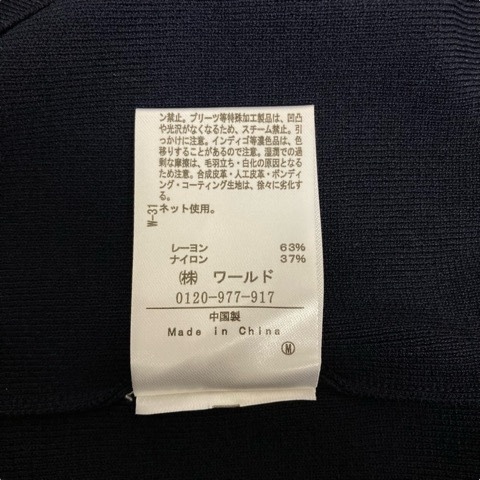 ン禁止。プリーツ等特殊加工製品は、凹凸
や光沢がなくなるため、スチーム禁止。引
っかけに注意。インディゴ等濃色品は、色
移りすることがあるので注意。湿潤での過
剰な摩擦は、毛羽立ち・白化の原因となる
ため注意。合成皮革・人工皮革・ボンディ
ング・コーティング生地は、徐々に劣化す
る。
ネット使用。
W-31
レーヨン 63%
ナイロン 37%
(株) ワールド
0120-977-917
中国製
Made in China
M